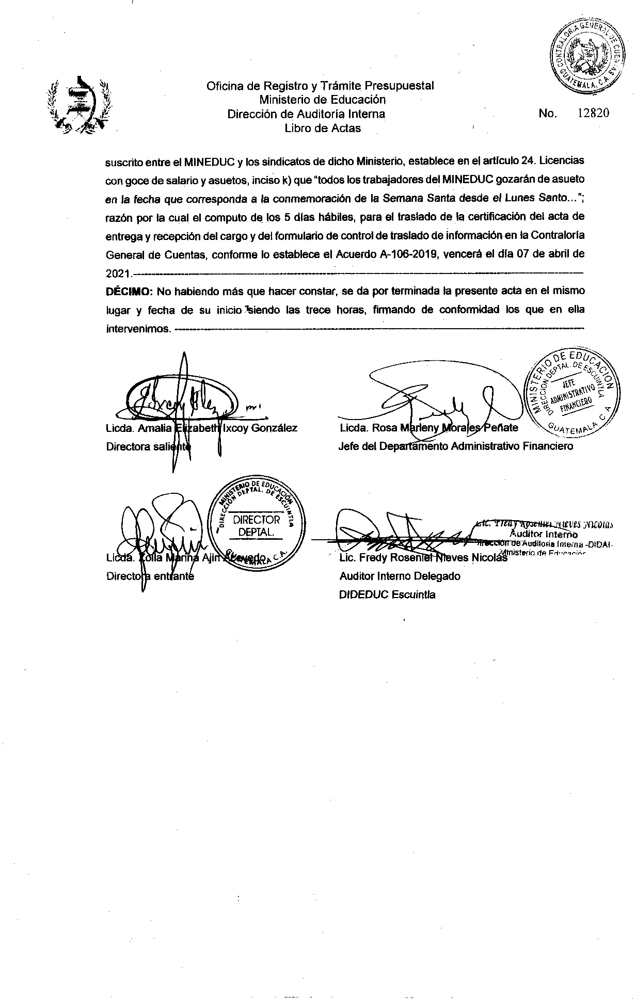 CONTRALORÍA GENERAL DE CUENTAS
GUATEMALA, C.A.
Oficina de Registro y Trámite Presupuestal
Ministerio de Educación
Dirección de Auditoría Interna
Libro de Actas
No. 12820
suscrito entre el MINEDUC y los sindicatos de dicho Ministerio, establece en el artículo 24. Licencias
con goce de salario y asuetos, inciso k) que “todos los trabajadores del MINEDUC gozarán de asueto
en la fecha que corresponda a la conmemoración de la Semana Santa desde el Lunes Santo...”;
razón por la cual el computo de los 5 días hábiles, para el traslado de la certificación del acta de
entrega y recepción del cargo y del formulario de control de traslado de información en la Contraloría
General de Cuentas, conforme lo establece el Acuerdo A-106-2019, vencerá el día 07 de abril de
2021.-----------------------------------------------------------------------
DÉCIMO: No habiendo más que hacer constar, se da por terminada la presente acta en el mismo
lugar y fecha de su inicio siendo las trece horas, firmando de conformidad los que en ella
intervenimos. -----------------------------------------------------------------------
MINISTERIO DE EDUCACION
DIRECCION DEPTAL. DE ESCUINTLA
JEFE
ADMINISTRATIVO
FINANCIERO
GUATEMALA C A
Licda. Amalia Elizabeth Ixcoy González
Directora saliente
Licda. Rosa Marleny Morales Peñate
Jefe del Departamento Administrativo Financiero
MINISTERIO DE EDUCACIÓN
DIRECCIÓN DEPTAL. DE ESCUINTLA
DIRECTOR
DEPTAL.
GUATEMALA C.A.
Lic. Fredy Roseniel Nieves Nicolás
Auditor Interno
Dirección de Auditoria Interna -DIDAI-
Ministerio de Educación
Licda. Zoila Marina Ajin Acevedo
Directora entrante
Lic. Fredy Roseniel Nieves Nicolás
Auditor Interno Delegado
DIDEDUC Escuintla